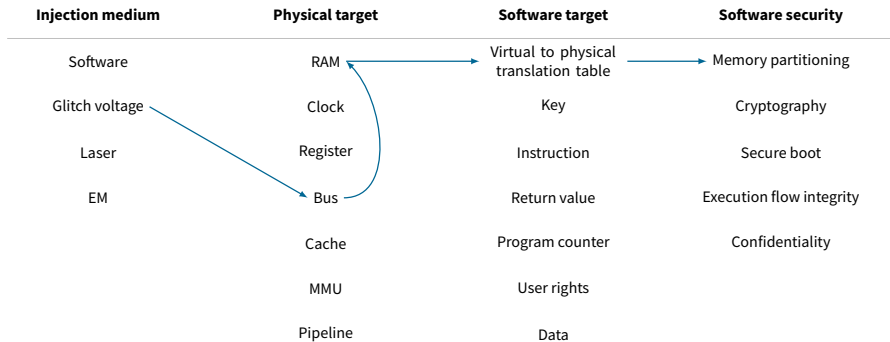 Injection medium Physical target Software target Software security
Software RAM Virtual to physical translation table Memory partitioning
Glitch voltage Clock Key Cryptography
Laser Register Instruction Secure boot
EM Bus Return value Execution flow integrity
Cache Program counter Confidentiality
MMU User rights
Pipeline Data